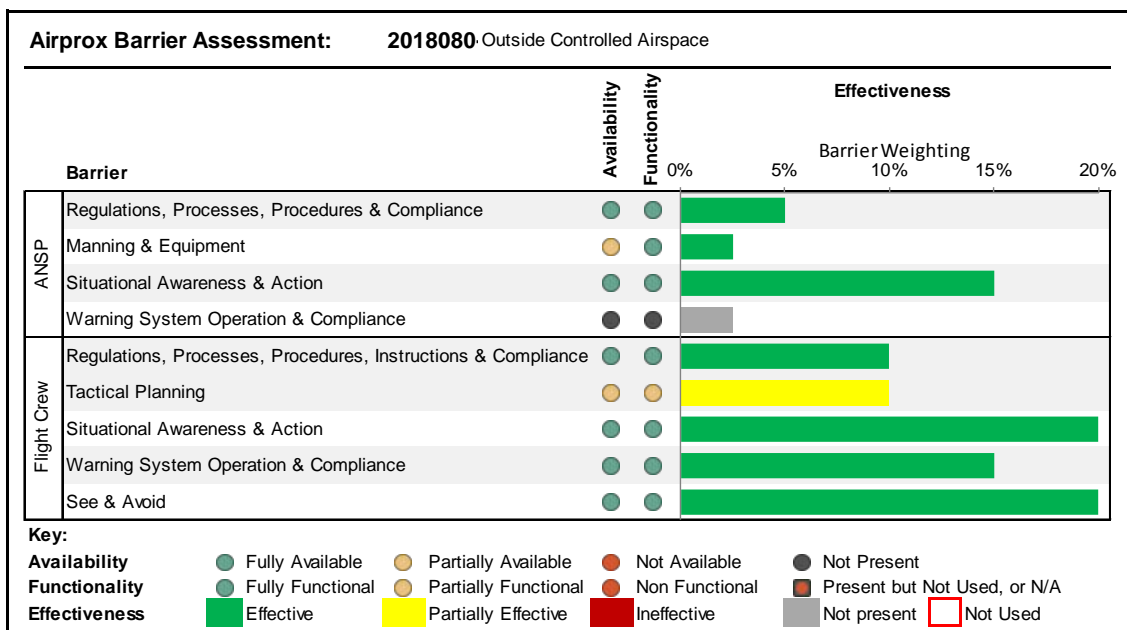 Airprox Barrier Assessment: 2018080 Outside Controlled Airspace
Availability
Functionality
Effectiveness
Barrier Weighting
Barrier
0% 5% 10% 15% 20%
ANSP
Regulations, Processes, Procedures & Compliance
Manning & Equipment
Situational Awareness & Action
Warning System Operation & Compliance
Flight Crew
Regulations, Processes, Procedures, Instructions & Compliance
Tactical Planning
Situational Awareness & Action
Warning System Operation & Compliance
See & Avoid
Key:
Availability Fully Available Partially Available Not Available Not Present
Functionality Fully Functional Partially Functional Non Functional Present but Not Used, or N/A
Effectiveness Effective Partially Effective Ineffective Not present Not Used